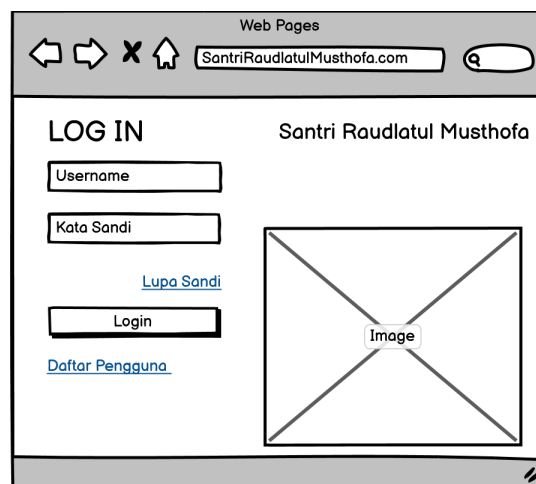 Web Pages
SantriRaudlatulMusthofa.com
LOG IN
Santri Raudlatul Musthofa
Username
Kata Sandi
Lupa Sandi
Login
Image
Daftar Pengguna